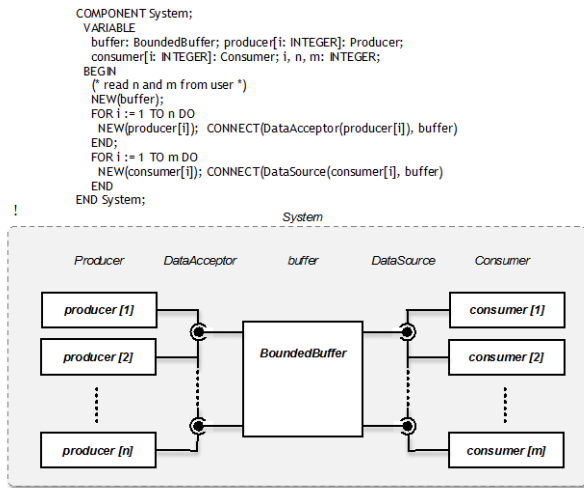 COMPONENT System;
VARIABLE
buffer: BoundedBuffer; producer[i: INTEGER]: Producer;
consumer[i: INTEGER]: Consumer; i, n, m: INTEGER;
BEGIN
(* read n and m from user *)
NEW(buffer);
FOR i := 1 TO n DO
NEW(producer[i]); CONNECT(DataAcceptor(producer[i]), buffer)
END;
FOR i := 1 TO m DO
NEW(consumer[i]); CONNECT(DataSource(consumer[i], buffer)
END
END System;
!
System
Producer DataAcceptor buffer DataSource Consumer
producer [1] consumer [1]
producer [2] BoundedBuffer consumer [2]
producer [n] consumer [m]